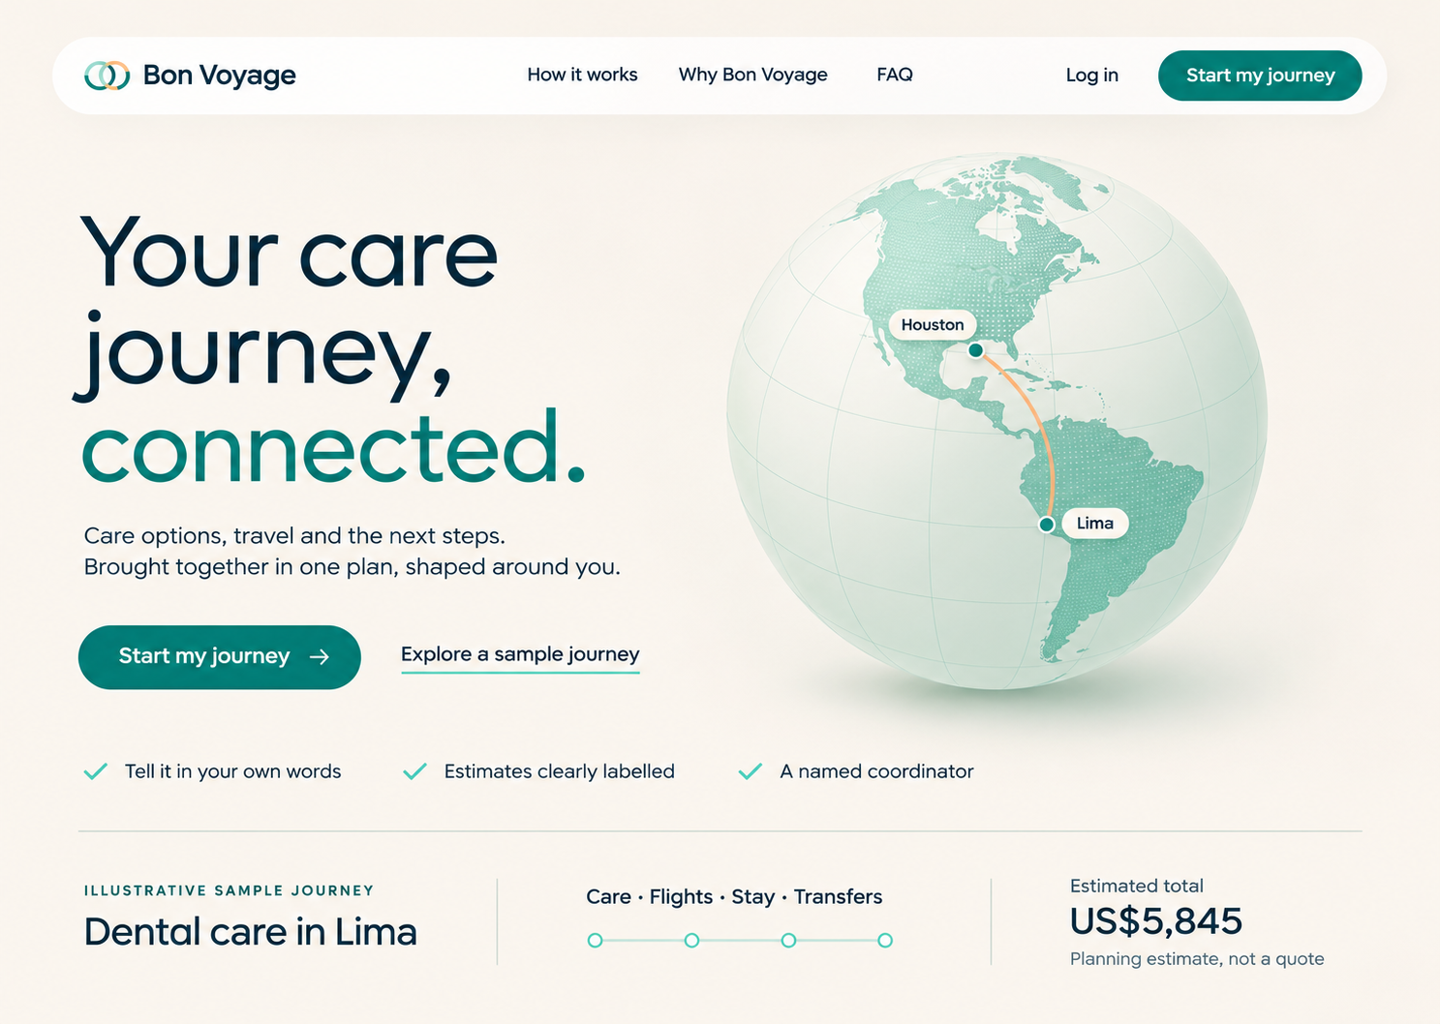 Bon Voyage
How it works
Why Bon Voyage
FAQ
Log in
Start my journey
Your care
journey,
connected.
Care options, travel and the next steps.
Brought together in one plan, shaped around you.
Start my journey →
Explore a sample journey
Houston
Lima
Tell it in your own words
Estimates clearly labelled
A named coordinator
ILLUSTRATIVE SAMPLE JOURNEY
Dental care in Lima
Care · Flights · Stay · Transfers
Estimated total
US$5,845
Planning estimate, not a quote